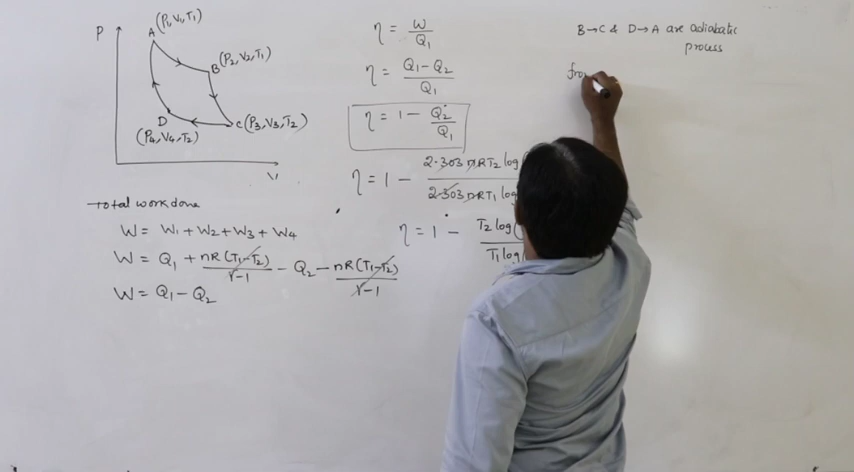 P
A (P1, V1, T1)
B (P2, V2, T1)
D
C (P3, V3, T2)
(P4, V4, T2)
V
Total work done
W = W1 + W2 + W3 + W4
W = Q1 + nR(T1-T2) / γ-1 - Q2 - nR(T1-T2) / γ-1
W = Q1 - Q2
η = W / Q1
η = Q1 - Q2 / Q1
η = 1 - Q2 / Q1
η = 1 - 2.303 nRT2 log( / 2.303 nRT1 log
η = 1 - T2 log( / T1 log
B→C & D→A are adiabatic
process
fro